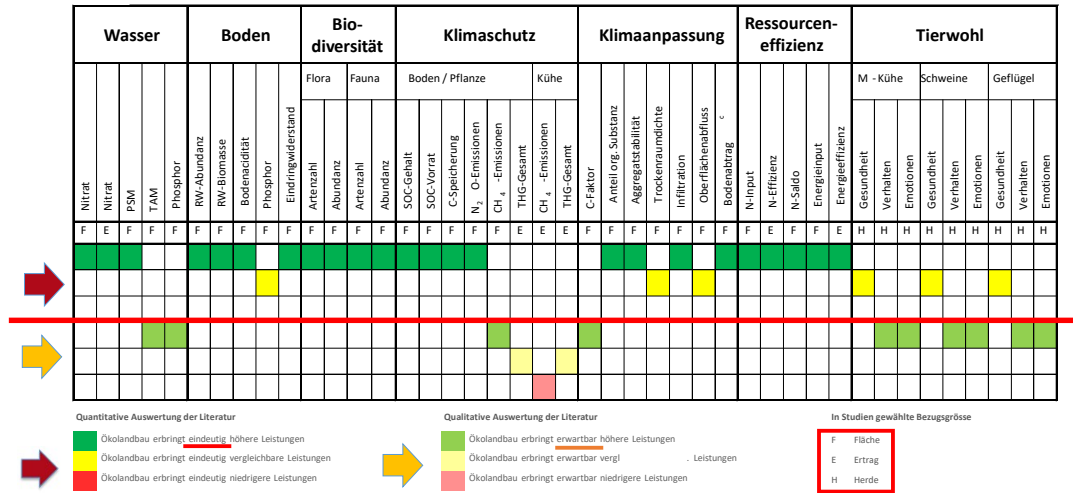 Wasser Boden Bio- diversität Klimaschutz Klimaanpassung Ressourcen- effizienz Tierwohl
Flora Fauna Boden / Pflanze Kühe M - Kühe Schweine Geflügel
Nitrat
Nitrat
PSM
TAM
Phosphor
RW-Abundanz
RW-Biomasse
Bodenacidität
Phosphor
Eindringwiderstand
Artenzahl
Abundanz
Artenzahl
Abundanz
SOC-Gehalt
SOC-Vorrat
C-Speicherung
N2 O-Emissionen
CH4 -Emissionen
THG-Gesamt
CH4 -Emissionen
THG-Gesamt
C-Faktor
Anteil org. Substanz
Aggregatstabilität
Trockenraumdichte
Infiltration
Oberflächenabfluss
Bodenabtrag c
N-Input
N-Effizienz
N-Saldo
Energieinput
Energieeffizienz
Gesundheit
Verhalten
Emotionen
Gesundheit
Verhalten
Emotionen
Gesundheit
Verhalten
Emotionen
F E F F F F F F F F F F F F F F F F F E E E F F F F F F F F E F F E H H H H H H H H H
Quantitative Auswertung der Literatur
Ökolandbau erbringt eindeutig höhere Leistungen
Ökolandbau erbringt eindeutig vergleichbare Leistungen
Ökolandbau erbringt eindeutig niedrigere Leistungen
Qualitative Auswertung der Literatur
Ökolandbau erbringt erwartbar höhere Leistungen
Ökolandbau erbringt erwartbar vergl . Leistungen
Ökolandbau erbringt erwartbar niedrigere Leistungen
In Studien gewählte Bezugsgrösse
F Fläche
E Ertrag
H Herde